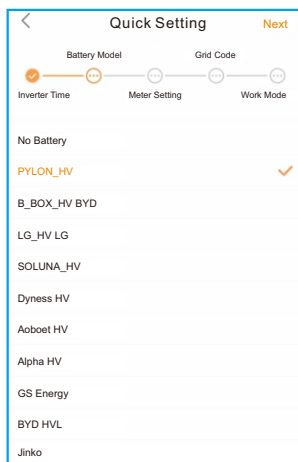 Quick Setting Next
Battery Model Grid Code
Inverter Time Meter Setting Work Mode
No Battery
PYLON_HV
B_BOX_HV BYD
LG_HV LG
SOLUNA_HV
Dyness HV
Aoboet HV
Alpha HV
GS Energy
BYD HVL
Jinko